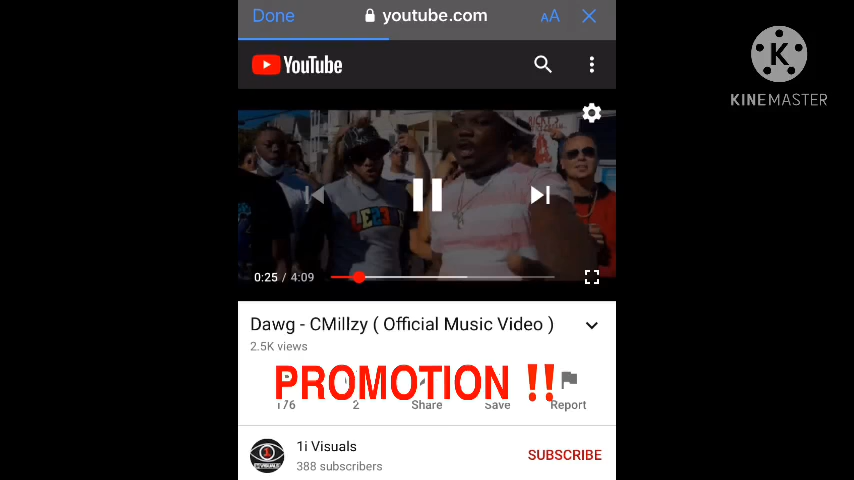 Done
youtube.com
AA
YouTube
KINEMASTER
0:25 / 4:09
Dawg - CMillzy ( Official Music Video )
2.5K views
PROMOTION !!
176
2
Share
Save
Report
1i Visuals
388 subscribers
SUBSCRIBE